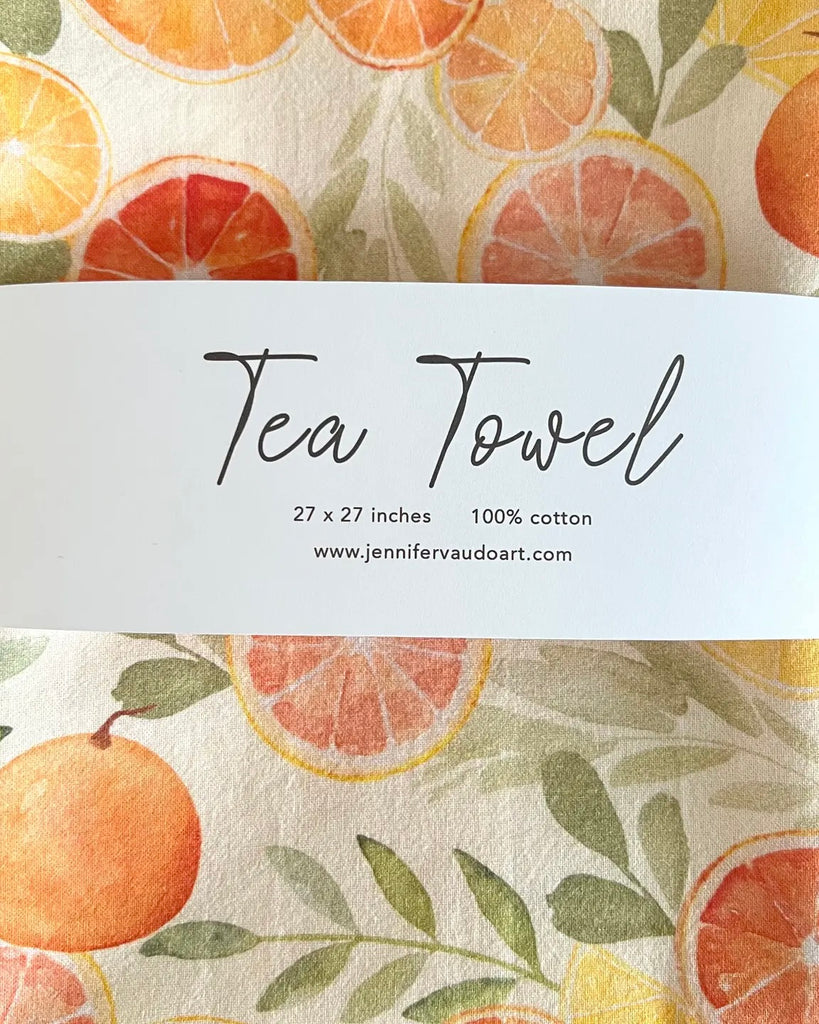 Tea Towel
27 x 27 inches 100% cotton
www.jennifervaudoart.com